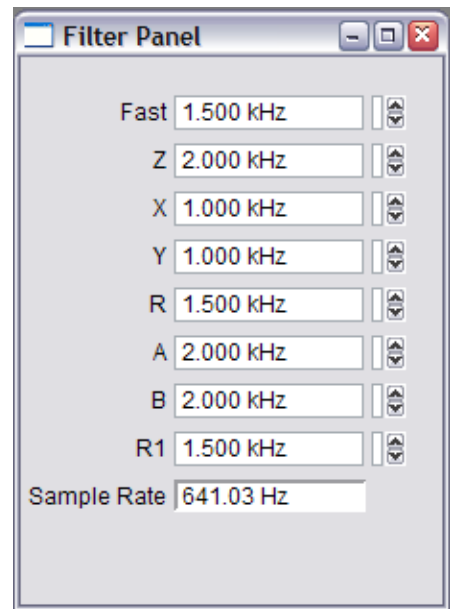 Filter Panel
Fast 1.500 kHz
Z 2.000 kHz
X 1.000 kHz
Y 1.000 kHz
R 1.500 kHz
A 2.000 kHz
B 2.000 kHz
R1 1.500 kHz
Sample Rate 641.03 Hz